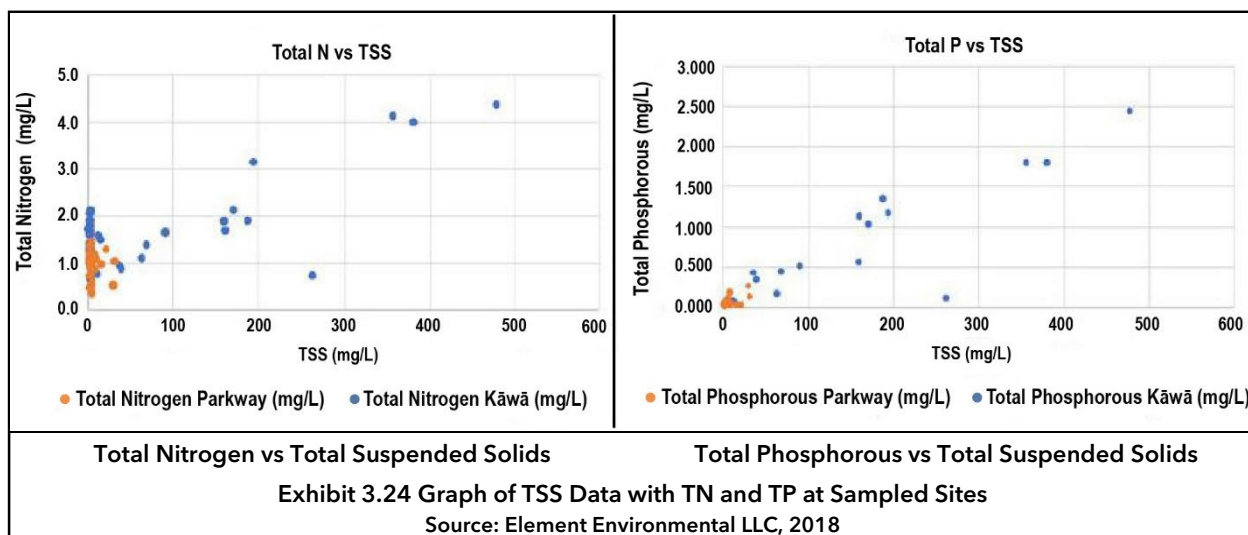 Total N vs TSS
5.0
4.0
3.0
2.0
1.0
0.0
Total Nitrogen (mg/L)
0 100 200 300 400 500 600
TSS (mg/L)
Total Nitrogen Parkway (mg/L) Total Nitrogen Kāwā (mg/L)
Total P vs TSS
3.000
2.500
2.000
1.500
1.000
0.500
0.000
Total Phosphorous (mg/L)
0 100 200 300 400 500 600
TSS (mg/L)
Total Phosphorous Parkway (mg/L) Total Phosphorous Kāwā (mg/L)
Total Nitrogen vs Total Suspended Solids
Total Phosphorous vs Total Suspended Solids
Exhibit 3.24 Graph of TSS Data with TN and TP at Sampled Sites
Source: Element Environmental LLC, 2018